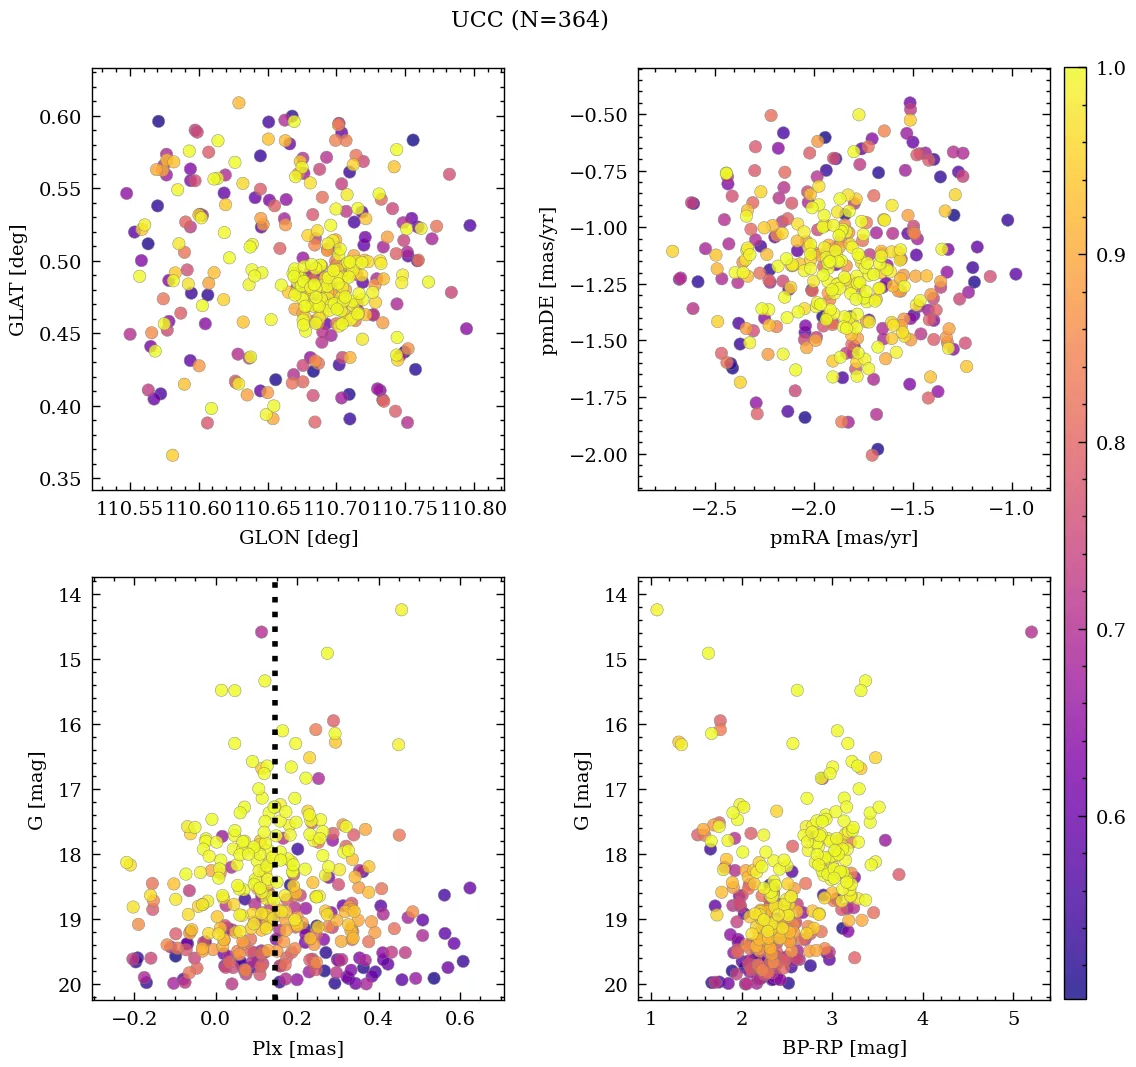 UCC (N=364)
0.60
0.55
0.50
0.45
0.40
0.35
GLAT [deg]
110.55 110.60 110.65 110.70 110.75 110.80
GLON [deg]
−0.50
−0.75
−1.00
−1.25
−1.50
−1.75
−2.00
pmDE [mas/yr]
−2.5 −2.0 −1.5 −1.0
pmRA [mas/yr]
1.0
0.9
0.8
0.7
0.6
14
15
16
17
18
19
20
G [mag]
−0.2 0.0 0.2 0.4 0.6
Plx [mas]
14
15
16
17
18
19
20
G [mag]
1 2 3 4 5
BP-RP [mag]